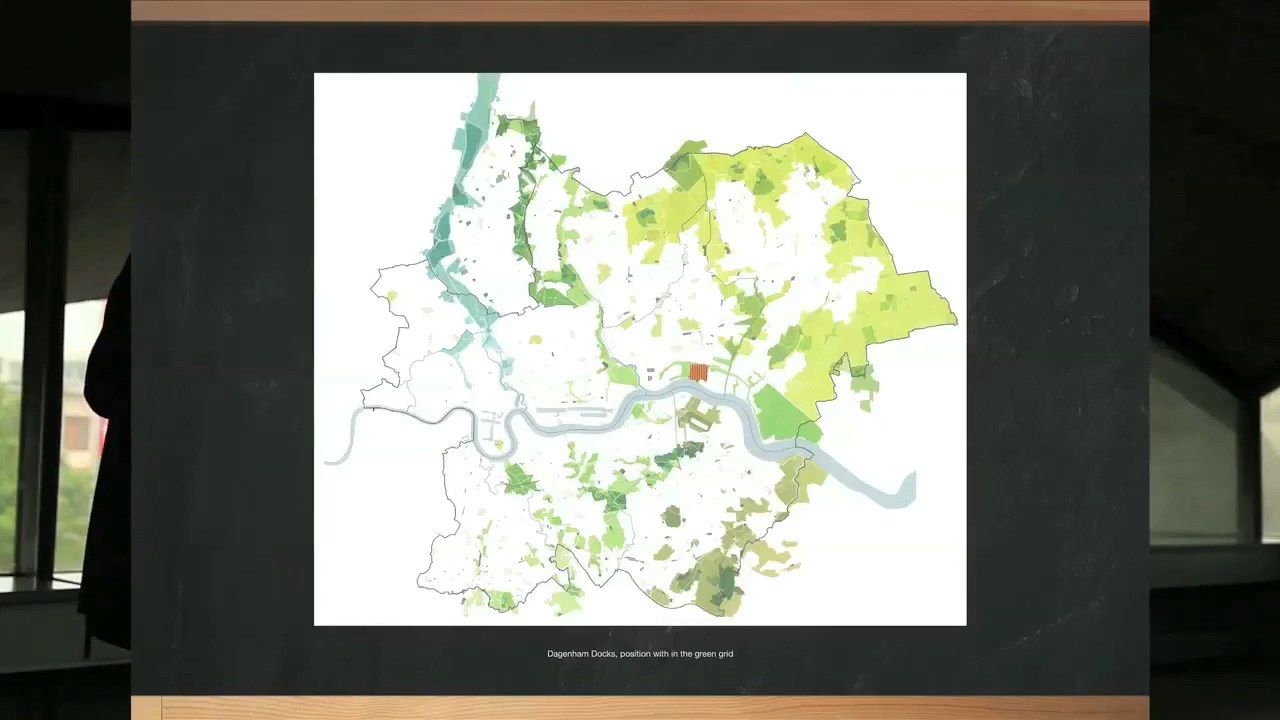 Dagenham Docks, position with in the green grid